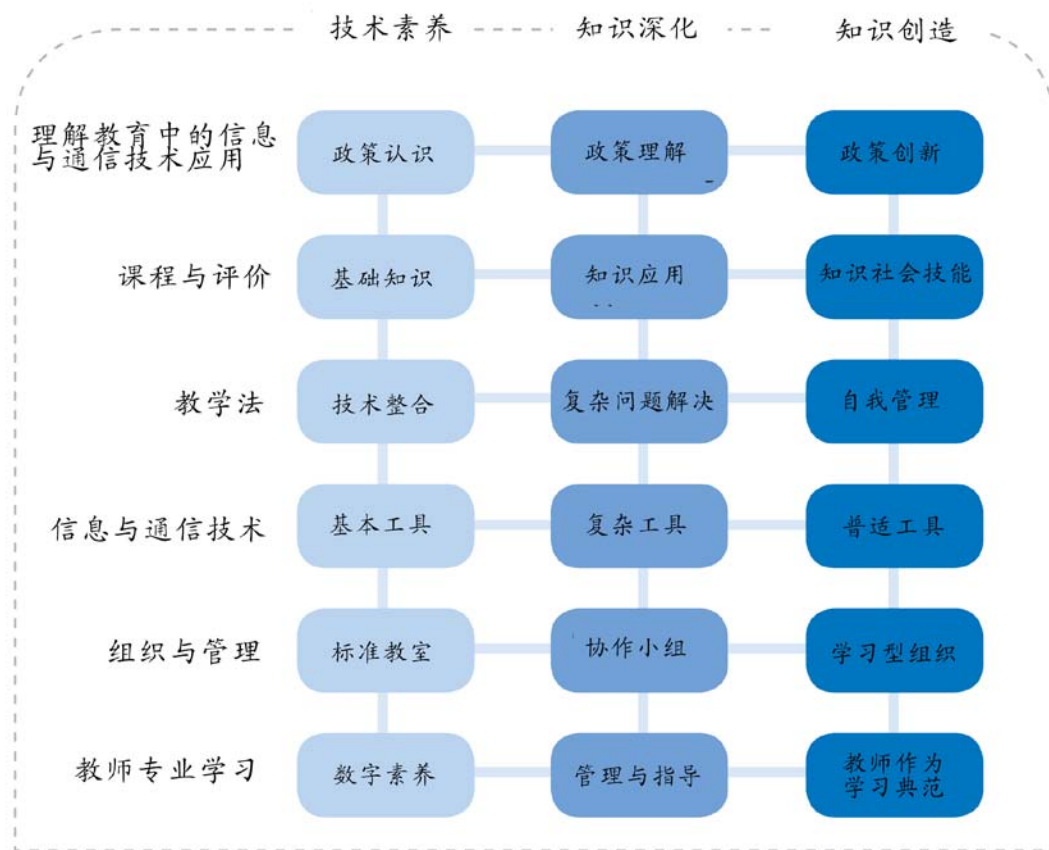 技术素养 知识深化 知识创造
理解教育中的信息
与通信技术应用
政策认识 政策理解 政策创新
课程与评价 基础知识 知识应用 知识社会技能
教学法 技术整合 复杂问题解决 自我管理
信息与通信技术 基本工具 复杂工具 普适工具
组织与管理 标准教室 协作小组 学习型组织
教师专业学习 数字素养 管理与指导
教师作为
学习典范